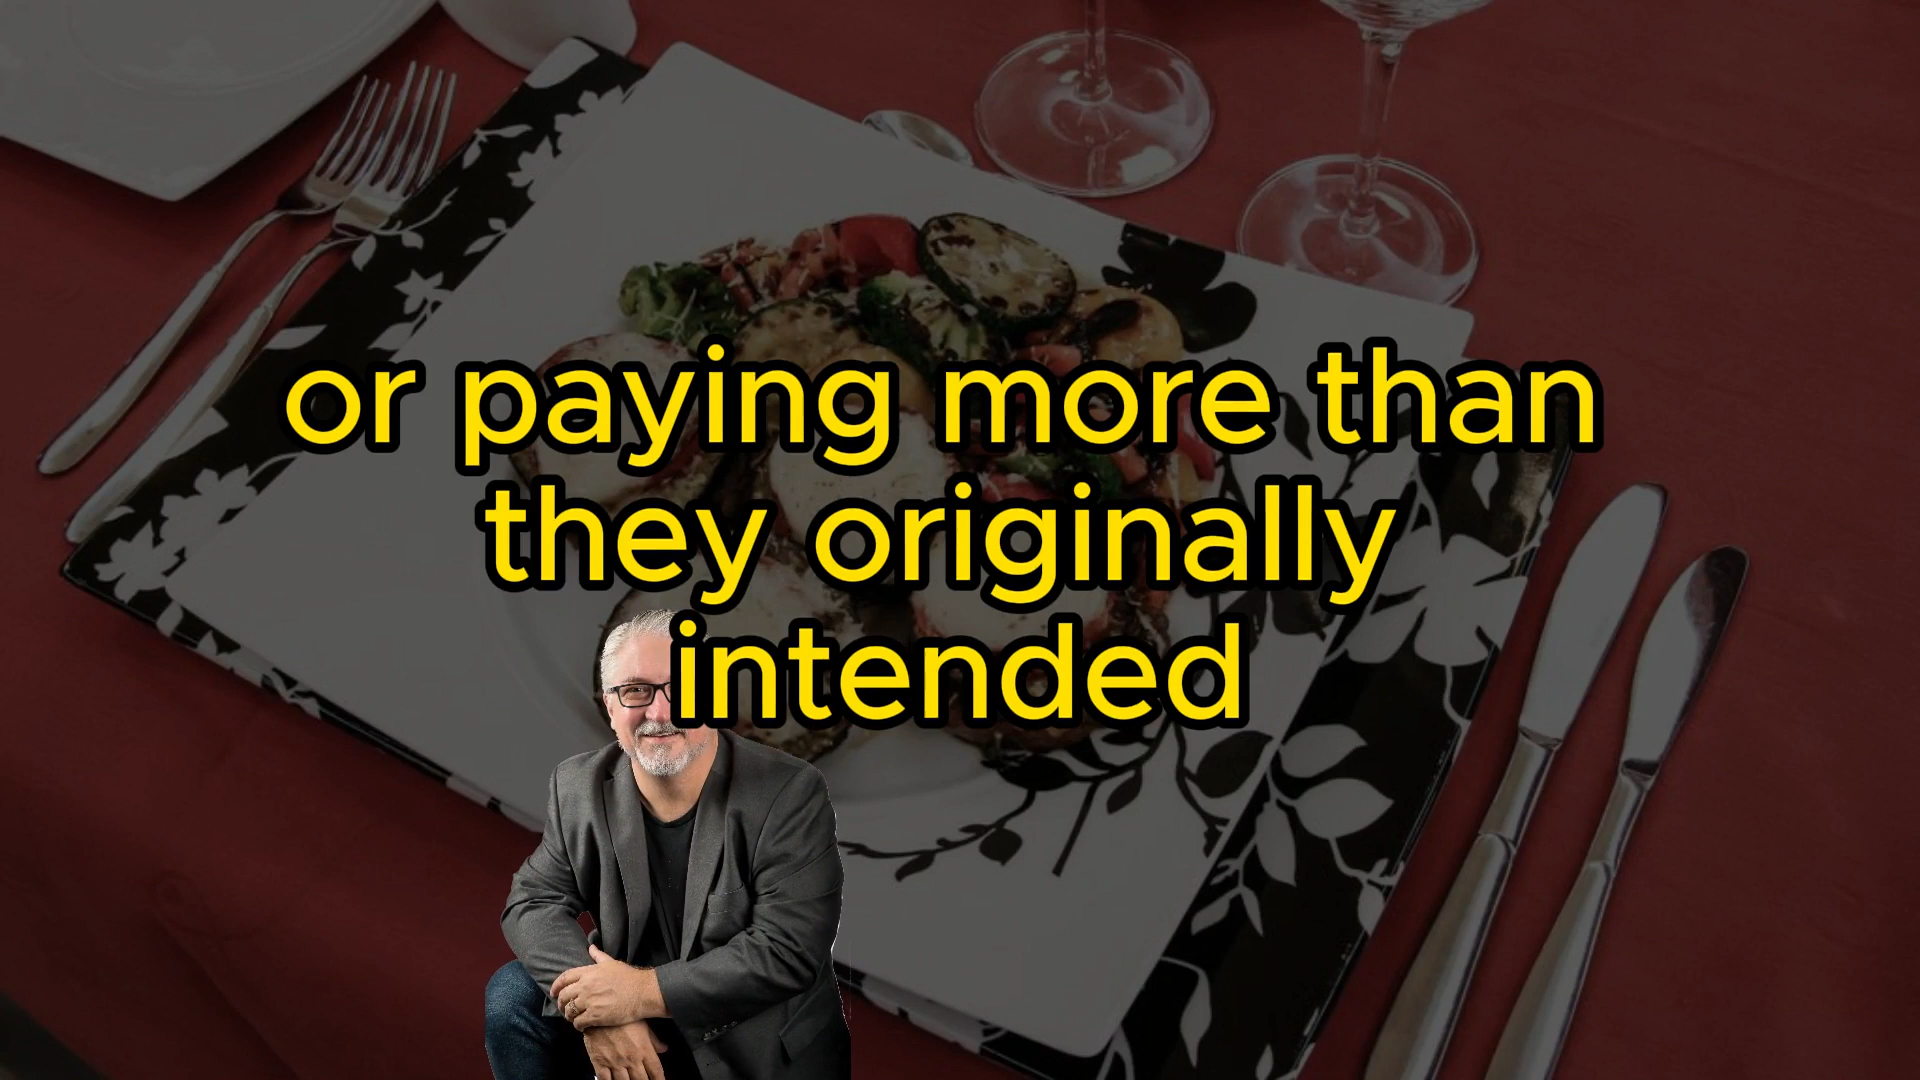 or paying more than
they originally
intended